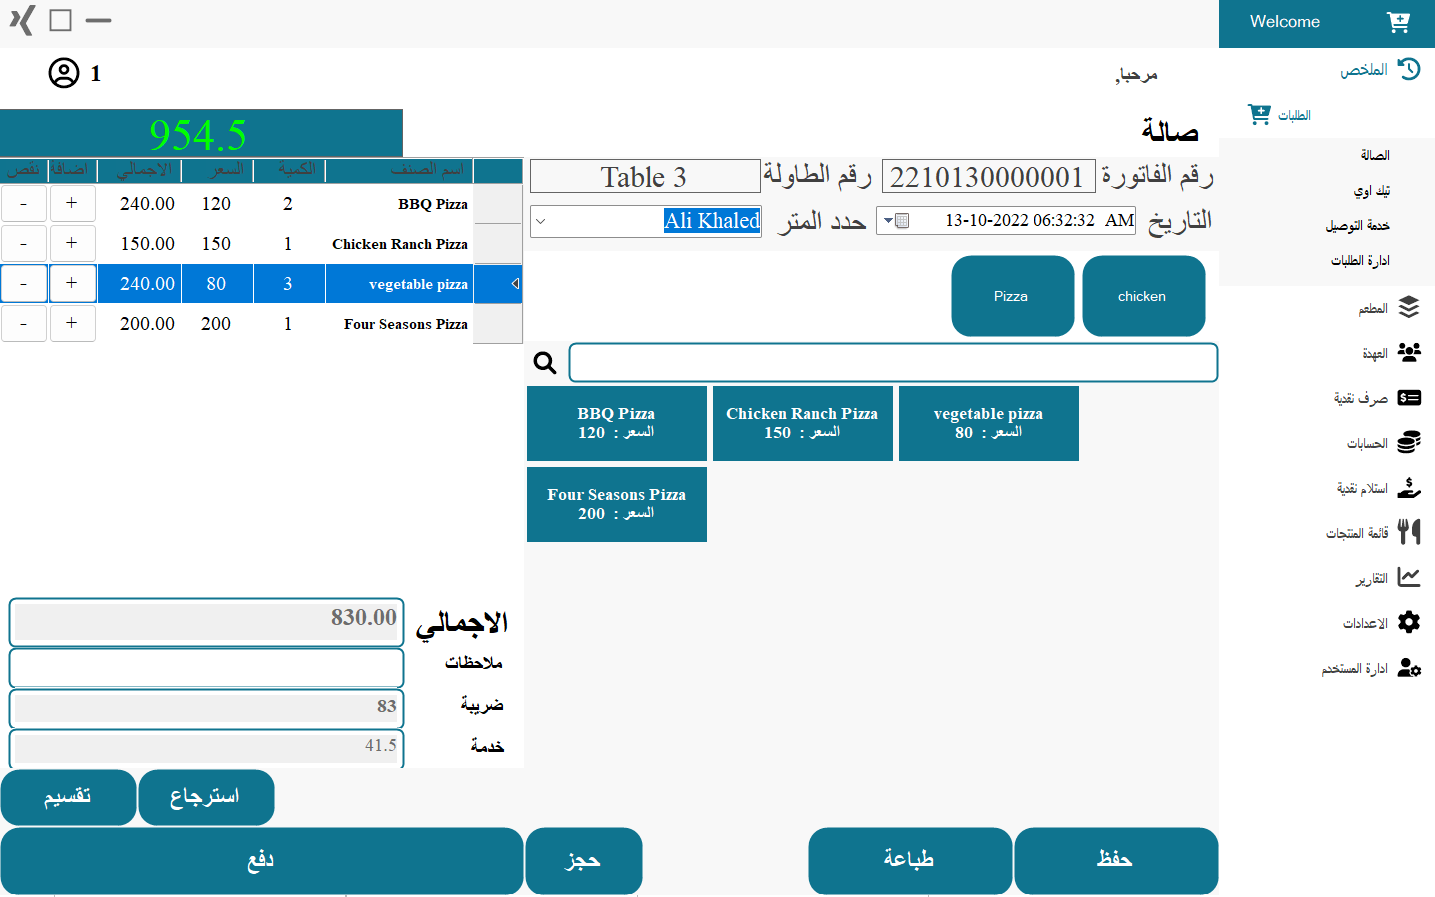 Welcome
الملخص
الطلبات
الصالة
تيك اوي
خدمة التوصيل
ادارة الطلبات
المطعم
العهدة
صرف نقدية
الحسابات
استلام نقدية
قائمة المنتجات
التقارير
الاعدادات
ادارة المستخدم
مرحبا,
1
صالة
954.5
رقم الفاتورة 2210130000001 رقم الطاولة Table 3
التاريخ 13-10-2022 06:32:32 AM حدد المتر Ali Khaled
اسم الصنف الكمية السعر الاجمالي اضافة نقص
BBQ Pizza 2 120 240.00 + -
Chicken Ranch Pizza 1 150 150.00 + -
vegetable pizza 3 80 240.00 + -
Four Seasons Pizza 1 200 200.00 + -
chicken
Pizza
BBQ Pizza
السعر : 120
Chicken Ranch Pizza
السعر : 150
vegetable pizza
السعر : 80
Four Seasons Pizza
السعر : 200
الاجمالي 830.00
ملاحظات
ضريبة 83
خدمة 41.5
استرجاع
تقسيم
حفظ
طباعة
حجز
دفع